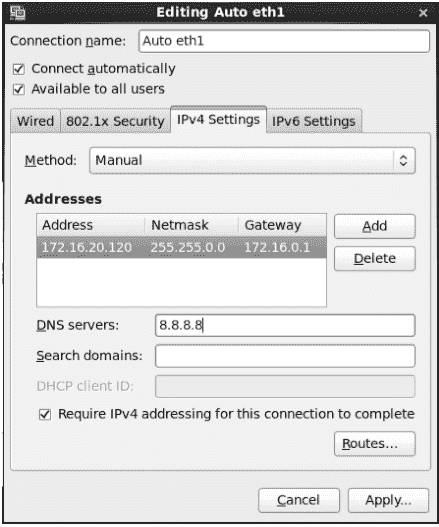 Editing Auto eth1
Connection name: Auto eth1
Connect automatically
Available to all users
Wired 802.1x Security IPv4 Settings IPv6 Settings
Method: Manual
Addresses
Address Netmask Gateway Add
172.16.20.120 255.255.0.0 172.16.0.1
Delete
DNS servers: 8.8.8.8
Search domains:
DHCP client ID:
Require IPv4 addressing for this connection to complete
Routes...
Cancel Apply...